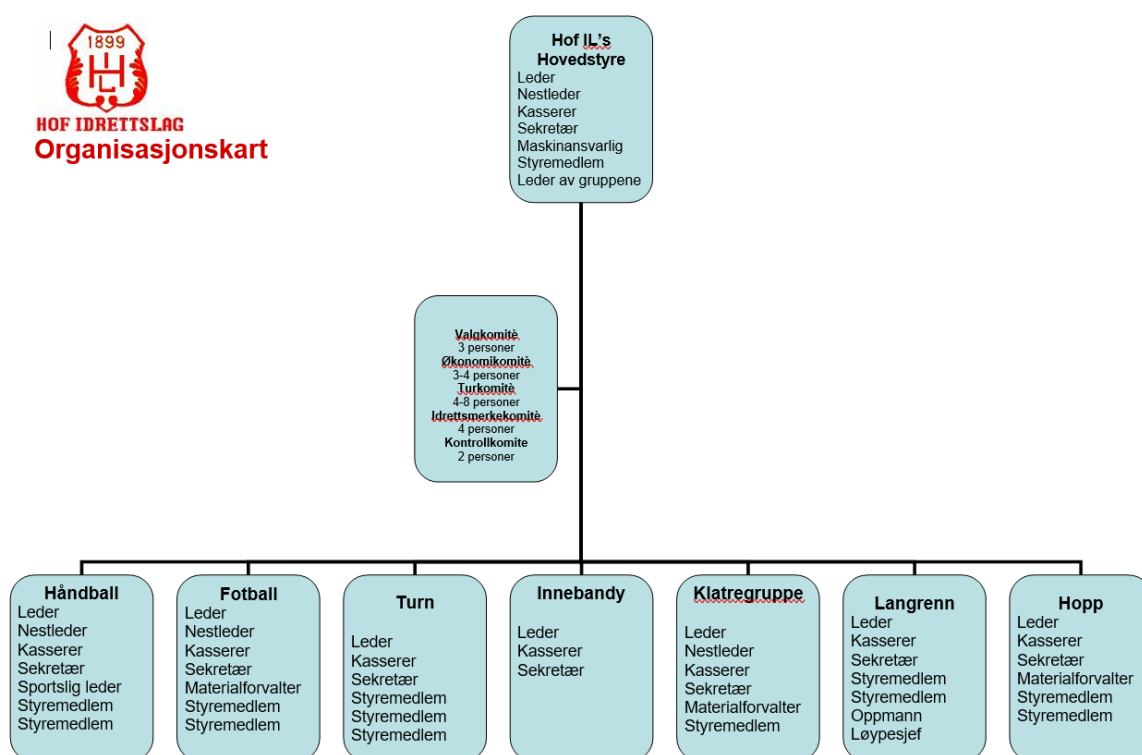 1899
HIL
HOF IDRETTSLAG
Organisasjonskart
Hof IL's
Hovedstyre
Leder
Nestleder
Kasserer
Sekretær
Maskinansvarlig
Styremedlem
Leder av gruppene
Valgkomitè
3 personer
Økonomikomitè
3-4 personer
Turkomitè
4-8 personer
Idrettsmerkekomitè
4 personer
Kontrollkomite
2 personer
Håndball
Leder
Nestleder
Kasserer
Sekretær
Sportslig leder
Styremedlem
Styremedlem
Fotball
Leder
Nestleder
Kasserer
Sekretær
Materialforvalter
Styremedlem
Styremedlem
Turn
Leder
Kasserer
Sekretær
Styremedlem
Styremedlem
Styremedlem
Innebandy
Leder
Kasserer
Sekretær
Klatregruppe
Leder
Nestleder
Kasserer
Sekretær
Materialforvalter
Styremedlem
Langrenn
Leder
Kasserer
Sekretær
Styremedlem
Styremedlem
Oppmann
Løypesjef
Hopp
Leder
Kasserer
Sekretær
Materialforvalter
Styremedlem
Styremedlem